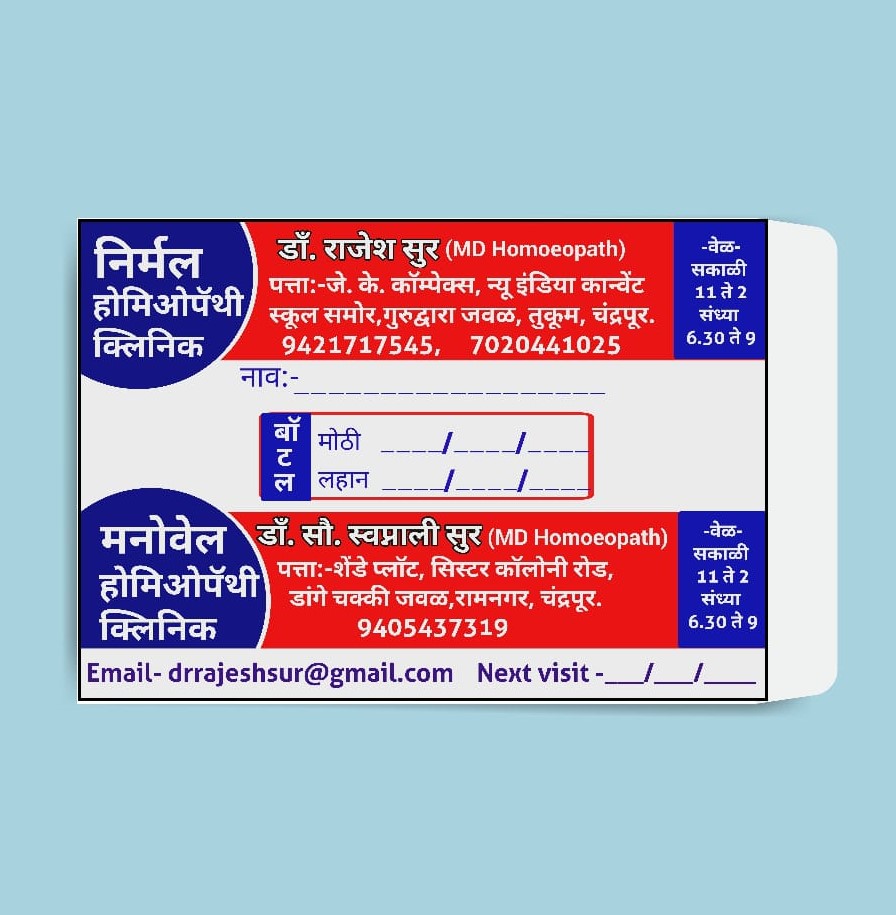 निर्मल
होमिओपॅथी
क्लिनिक
डाॅं. राजेश सुर (MD Homoeopath)
पत्ता:-जे. के. कॉम्पेक्स, न्यू इंडिया कान्वेंट
स्कूल समोर,गुरुद्वारा जवळ, तुकूम, चंद्रपूर.
9421717545, 7020441025
-वेळ-
सकाळी
11 ते 2
संध्या
6.30 ते 9
नाव:-__________________
बॉटल
मोठी ____/____/____
लहान ____/____/____
मनोवेल
होमिओपॅथी
क्लिनिक
डाॅं. सौ. स्वप्नाली सुर (MD Homoeopath)
पत्ता:-शेंडे प्लॉट, सिस्टर कॉलोनी रोड,
डांगे चक्की जवळ,रामनगर, चंद्रपूर.
9405437319
-वेळ-
सकाळी
11 ते 2
संध्या
6.30 ते 9
Email- drrajeshsur@gmail.com Next visit -___/___/____